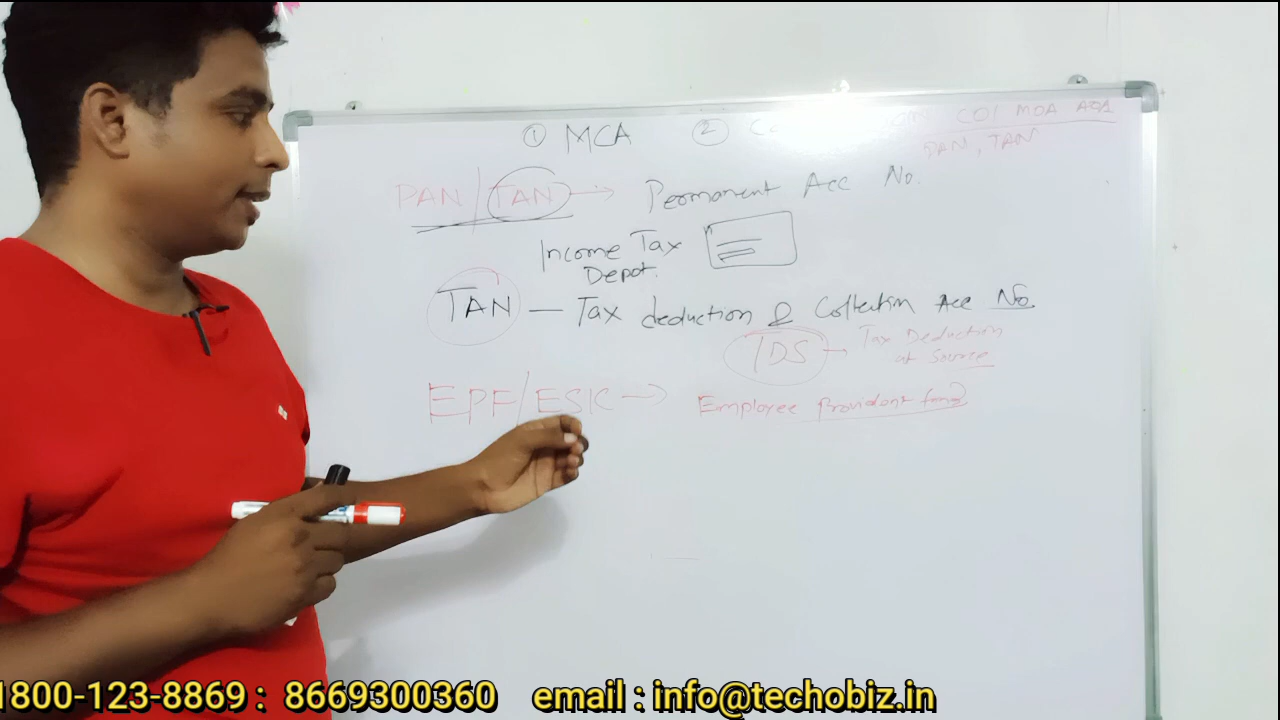 ① MCA ② COI MOA AOA
PAN, TAN
PAN/TAN → Permanent Acc No.
Income Tax
Depot.
TAN — Tax deduction & Collection Acc No.
TDS → Tax Deduction
at Source
EPF/ESIC → Employee Provident fund
1800-123-8869 : 8669300360 email : info@techobiz.in